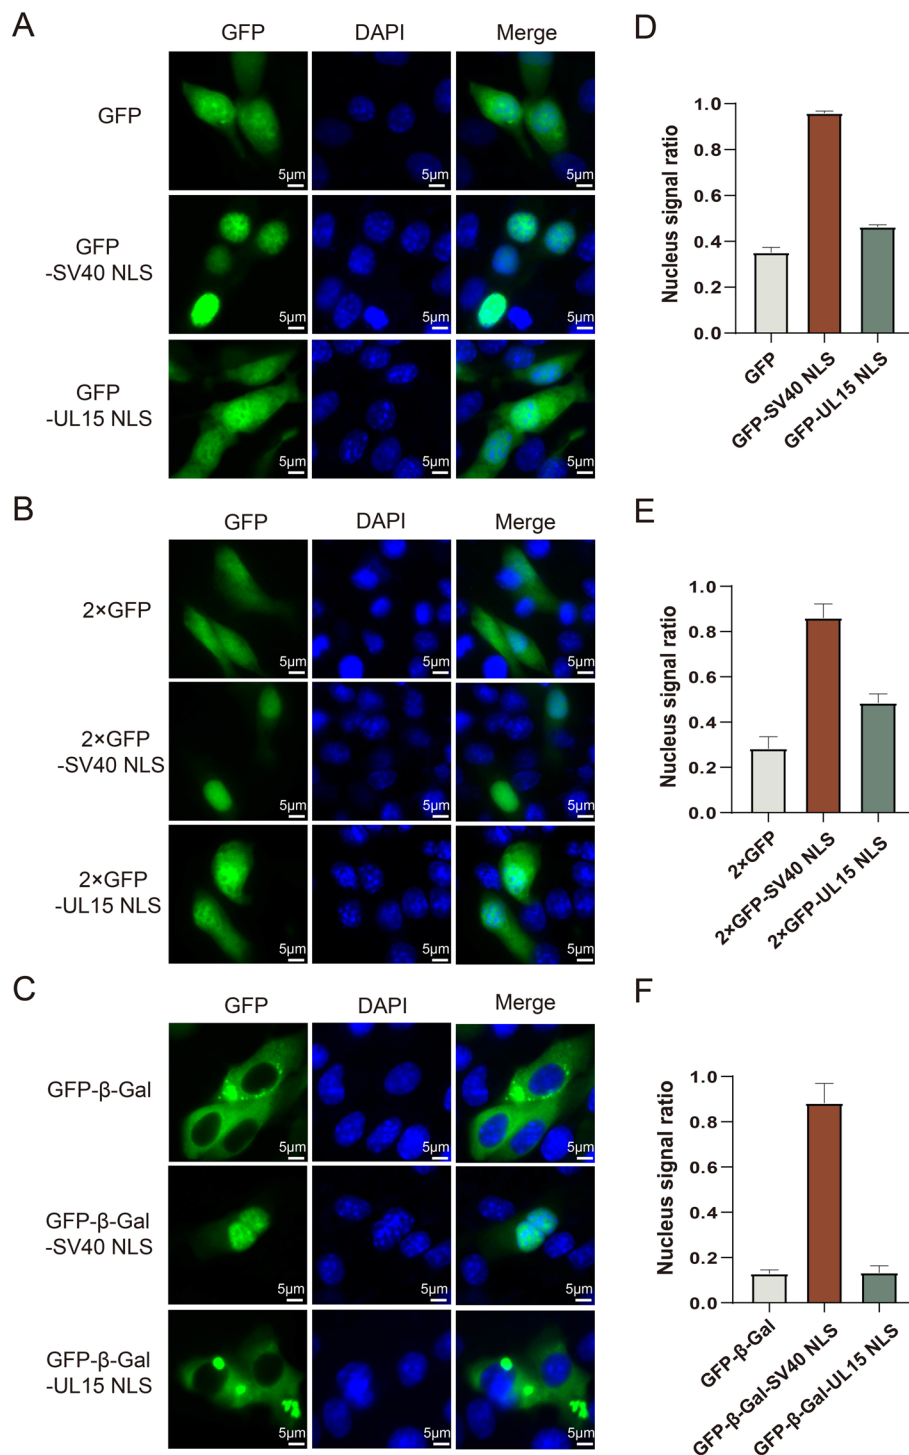 A
GFP DAPI Merge
GFP
5μm 5μm 5μm
GFP
-SV40 NLS
5μm 5μm 5μm
GFP
-UL15 NLS
5μm 5μm 5μm
D
Nucleus signal ratio
1.0
0.8
0.6
0.4
0.2
0.0
GFP
GFP-SV40 NLS
GFP-UL15 NLS
B
GFP DAPI Merge
2×GFP
5μm 5μm 5μm
2×GFP
-SV40 NLS
5μm 5μm 5μm
2×GFP
-UL15 NLS
5μm 5μm 5μm
E
Nucleus signal ratio
1.0
0.8
0.6
0.4
0.2
0.0
2×GFP
2×GFP-SV40 NLS
2×GFP-UL15 NLS
C
GFP DAPI Merge
GFP-β-Gal
5μm 5μm 5μm
GFP-β-Gal
-SV40 NLS
5μm 5μm 5μm
GFP-β-Gal
-UL15 NLS
5μm 5μm 5μm
F
Nucleus signal ratio
1.0
0.8
0.6
0.4
0.2
0.0
GFP-β-Gal
GFP-β-Gal-SV40 NLS
GFP-β-Gal-UL15 NLS